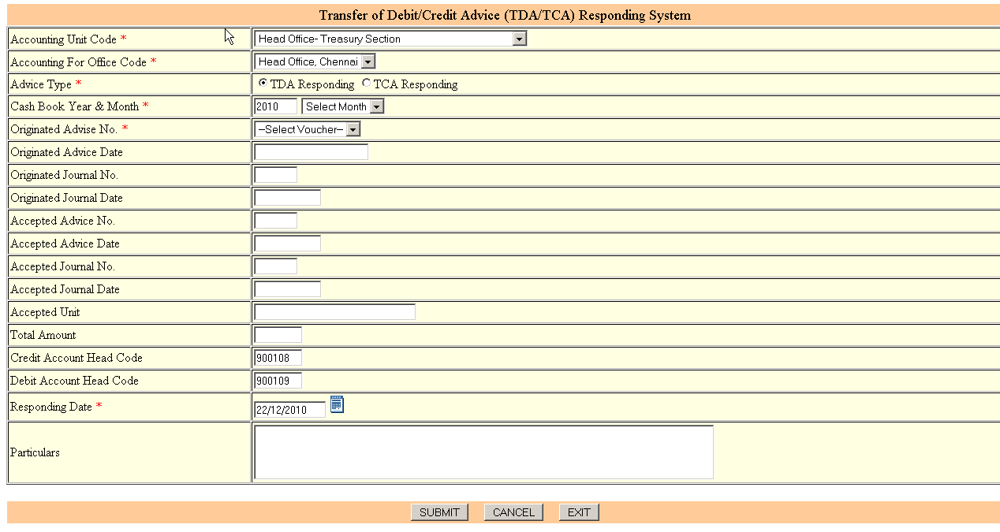 Transfer of Debit/Credit Advice (TDA/TCA) Responding System
Accounting Unit Code * Head Office- Treasury Section
Accounting For Office Code * Head Office, Chennai
Advice Type * TDA Responding TCA Responding
Cash Book Year & Month * 2010 Select Month
Originated Advise No. * --Select Voucher--
Originated Advice Date
Originated Journal No.
Originated Journal Date
Accepted Advice No.
Accepted Advice Date
Accepted Journal No.
Accepted Journal Date
Accepted Unit
Total Amount
Credit Account Head Code 900108
Debit Account Head Code 900109
Responding Date * 22/12/2010
Particulars
SUBMIT CANCEL EXIT